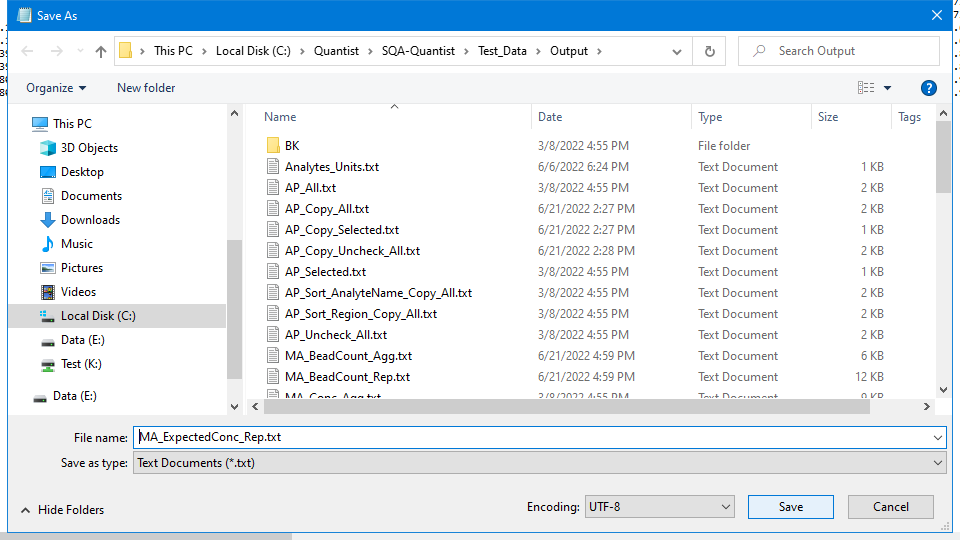 Save As
This PC > Local Disk (C:) > Quantist > SQA-Quantist > Test_Data > Output >
Search Output
Organize
New folder
This PC
3D Objects
Desktop
Documents
Downloads
Music
Pictures
Videos
Local Disk (C:)
Data (E:)
Test (K:)
Data (E:)
Name Date Type Size Tags
BK 3/8/2022 4:55 PM File folder
Analytes_Units.txt 6/6/2022 6:24 PM Text Document 1 KB
AP_All.txt 3/8/2022 4:55 PM Text Document 2 KB
AP_Copy_All.txt 6/21/2022 2:27 PM Text Document 2 KB
AP_Copy_Selected.txt 6/21/2022 2:27 PM Text Document 1 KB
AP_Copy_Uncheck_All.txt 6/21/2022 2:28 PM Text Document 2 KB
AP_Selected.txt 3/8/2022 4:55 PM Text Document 1 KB
AP_Sort_AnalyteName_Copy_All.txt 3/8/2022 4:55 PM Text Document 2 KB
AP_Sort_Region_Copy_All.txt 3/8/2022 4:55 PM Text Document 2 KB
AP_Uncheck_All.txt 3/8/2022 4:55 PM Text Document 2 KB
MA_BeadCount_Agg.txt 6/21/2022 4:59 PM Text Document 6 KB
MA_BeadCount_Rep.txt 6/21/2022 4:59 PM Text Document 12 KB
MA_Conc_Agg.txt 3/8/2022 4:55 PM Text Document 9 KB
File name: MA_ExpectedConc_Rep.txt
Save as type: Text Documents (*.txt)
Hide Folders
Encoding: UTF-8
Save
Cancel